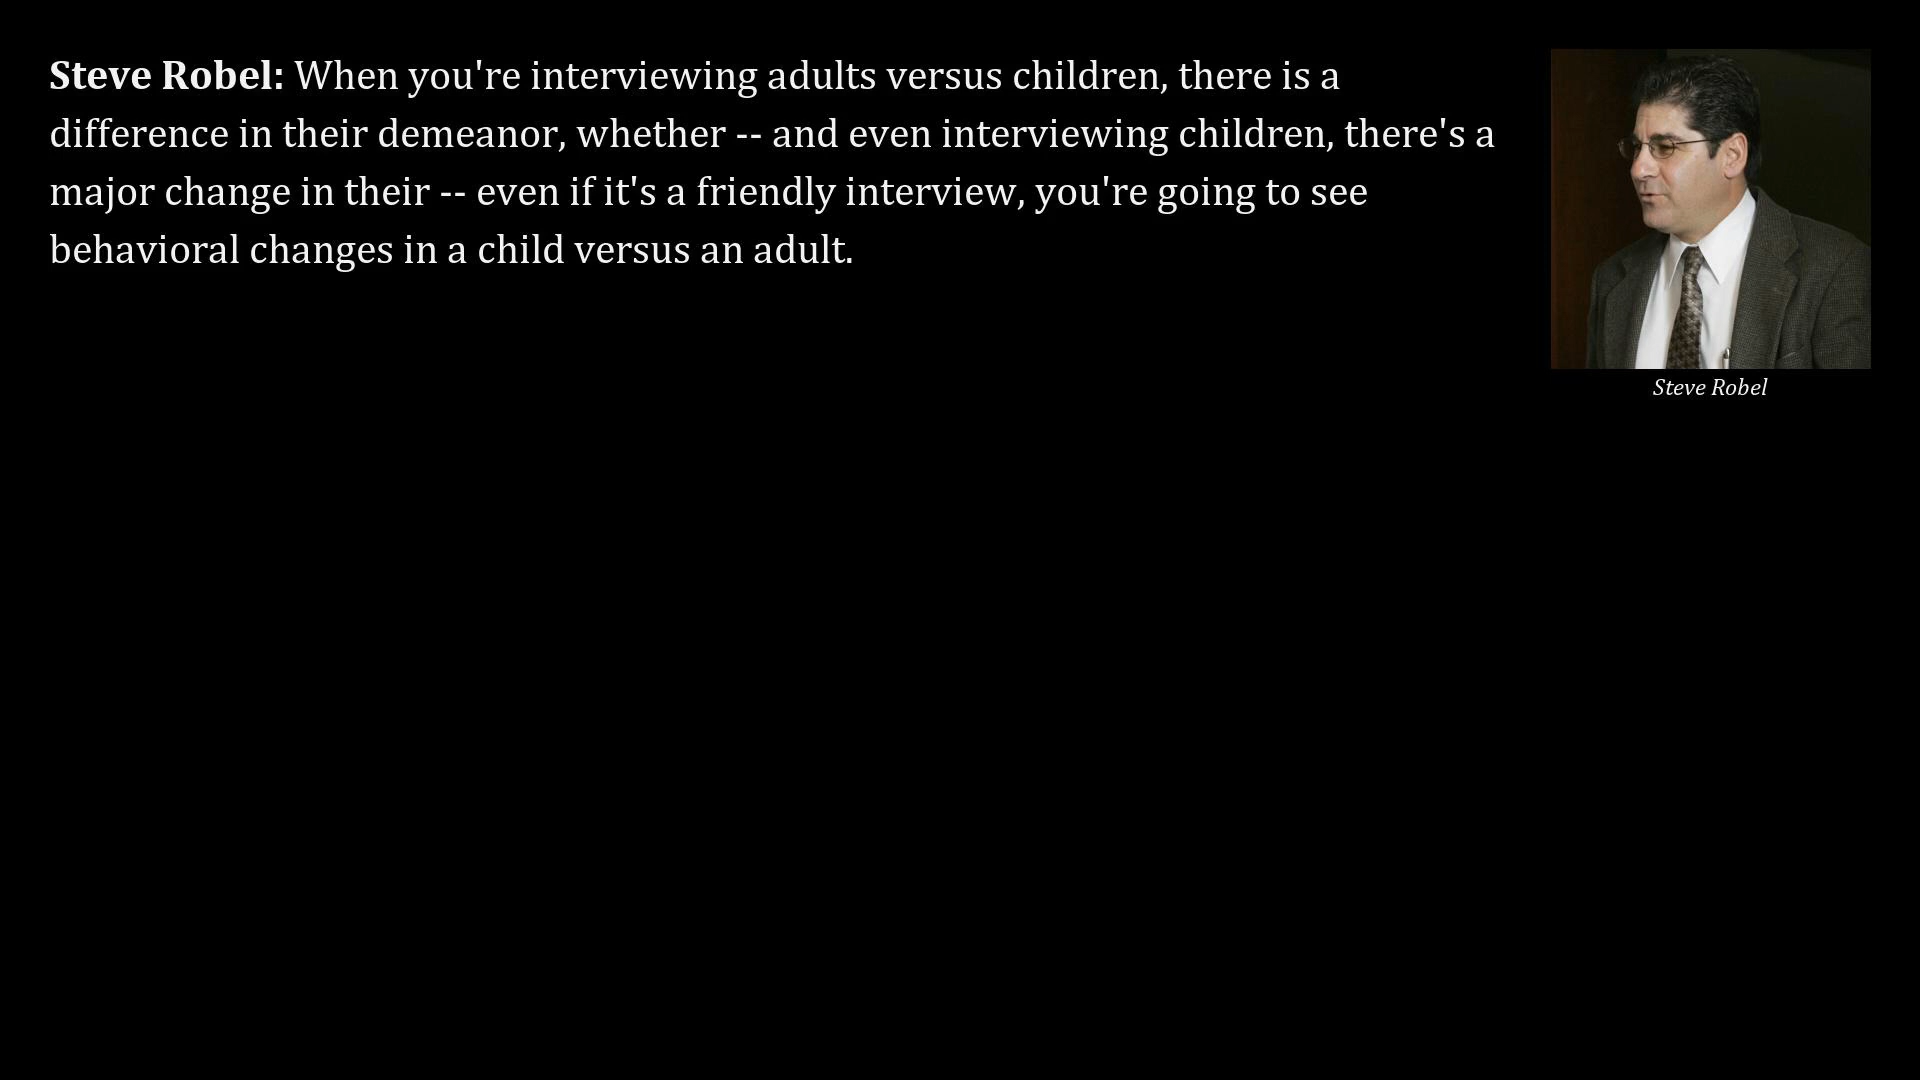 Steve Robel: When you're interviewing adults versus children, there is a
difference in their demeanor, whether -- and even interviewing children, there's a
major change in their -- even if it's a friendly interview, you're going to see
behavioral changes in a child versus an adult.
Steve Robel